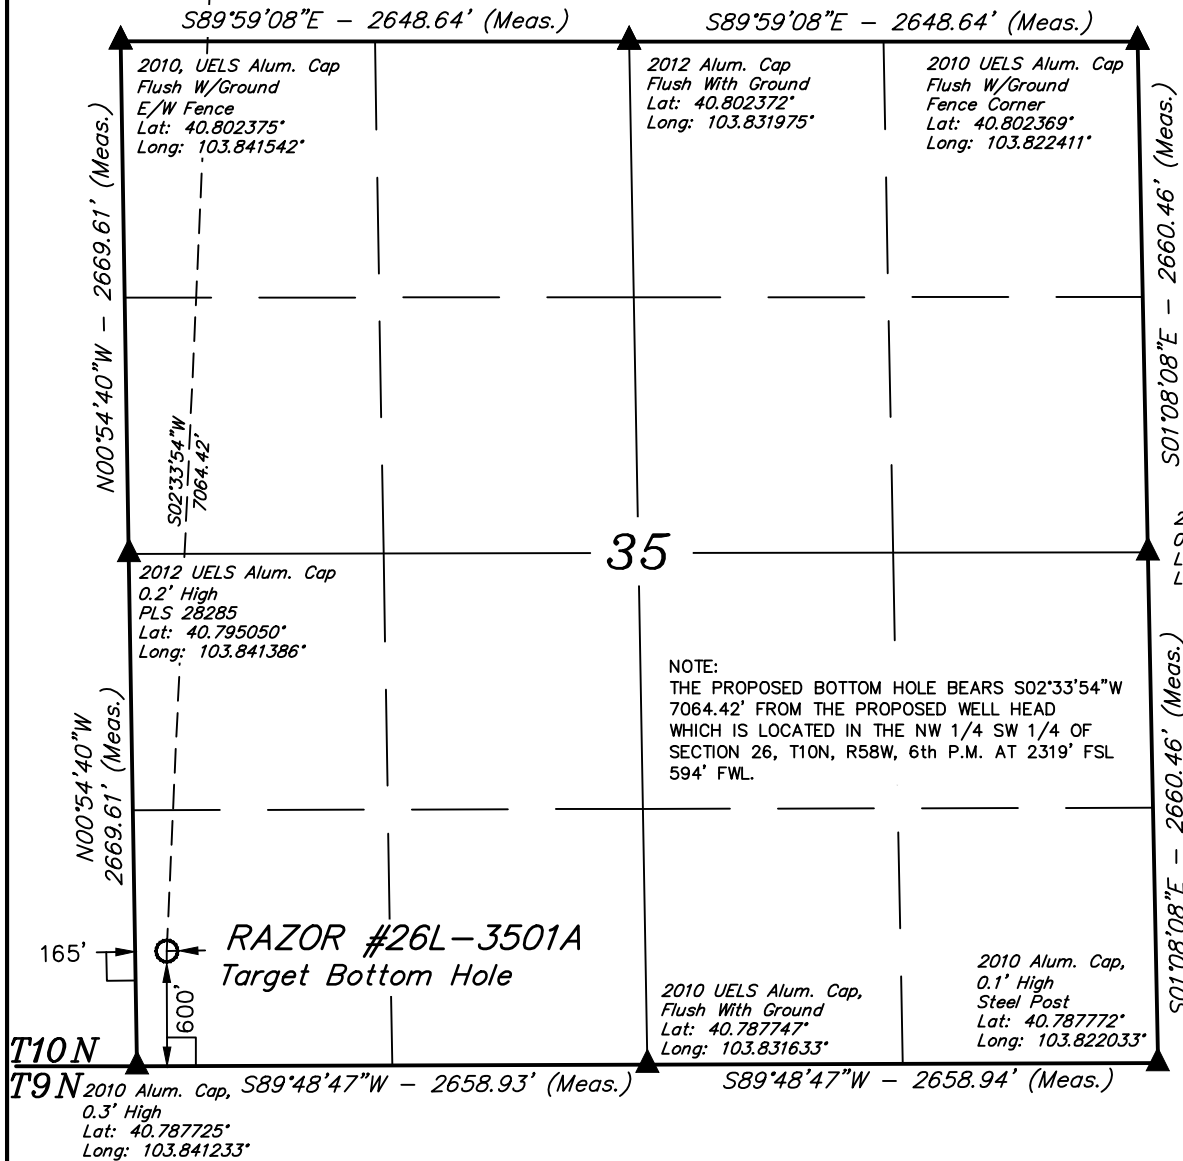 S89°59'08"E - 2648.64' (Meas.)
S89°59'08"E - 2648.64' (Meas.)
2010, UELS Alum. Cap
Flush W/Ground
E/W Fence
Lat: 40.802375°
Long: 103.841542°
2012 Alum. Cap
Flush With Ground
Lat: 40.802372°
Long: 103.831975°
2010 UELS Alum. Cap
Flush W/Ground
Fence Corner
Lat: 40.802369°
Long: 103.822411°
N00°54'40"W - 2669.61' (Meas.)
S01°08'08"E - 2660.46' (Meas.)
S02°33'54"W
7064.42'
35
2
0
L
L
2012 UELS Alum. Cap
0.2' High
PLS 28285
Lat: 40.795050°
Long: 103.841386°
NOTE:
THE PROPOSED BOTTOM HOLE BEARS S02°33'54"W
7064.42' FROM THE PROPOSED WELL HEAD
WHICH IS LOCATED IN THE NW 1/4 SW 1/4 OF
SECTION 26, T10N, R58W, 6th P.M. AT 2319' FSL
594' FWL.
N00°54'40"W
2669.61' (Meas.)
S01°08'08"E - 2660.46' (Meas.)
165'
RAZOR #26L-3501A
Target Bottom Hole
600'
2010 UELS Alum. Cap,
Flush With Ground
Lat: 40.787747°
Long: 103.831633°
2010 Alum. Cap,
0.1' High
Steel Post
Lat: 40.787772°
Long: 103.822033°
T10N
T9N
2010 Alum. Cap,
0.3' High
Lat: 40.787725°
Long: 103.841233°
S89°48'47"W - 2658.93' (Meas.)
S89°48'47"W - 2658.94' (Meas.)